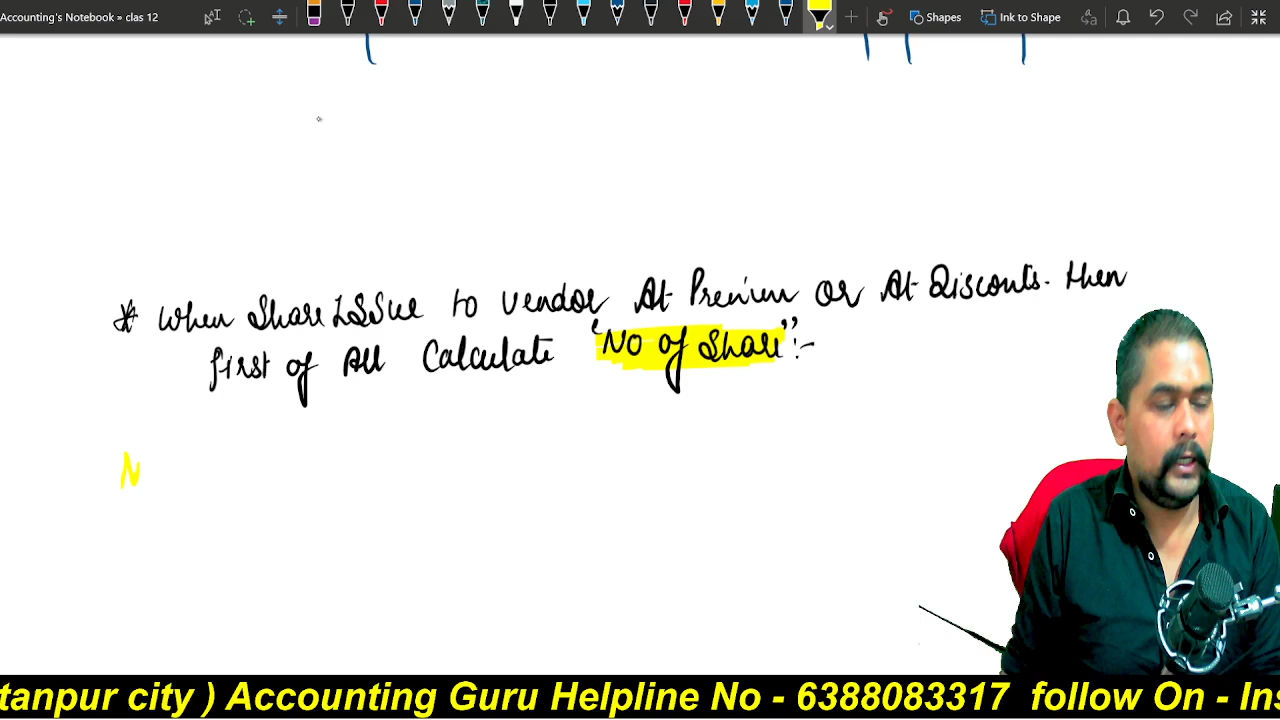 Accounting's Notebook » clas 12
Shapes
Ink to Shape
* When Share ISSue to vendor At Premium or At Disconts. then
first of All Calculate "No of Share" :-
N
tanpur city ) Accounting Guru Helpline No - 6388083317 follow On - Ins